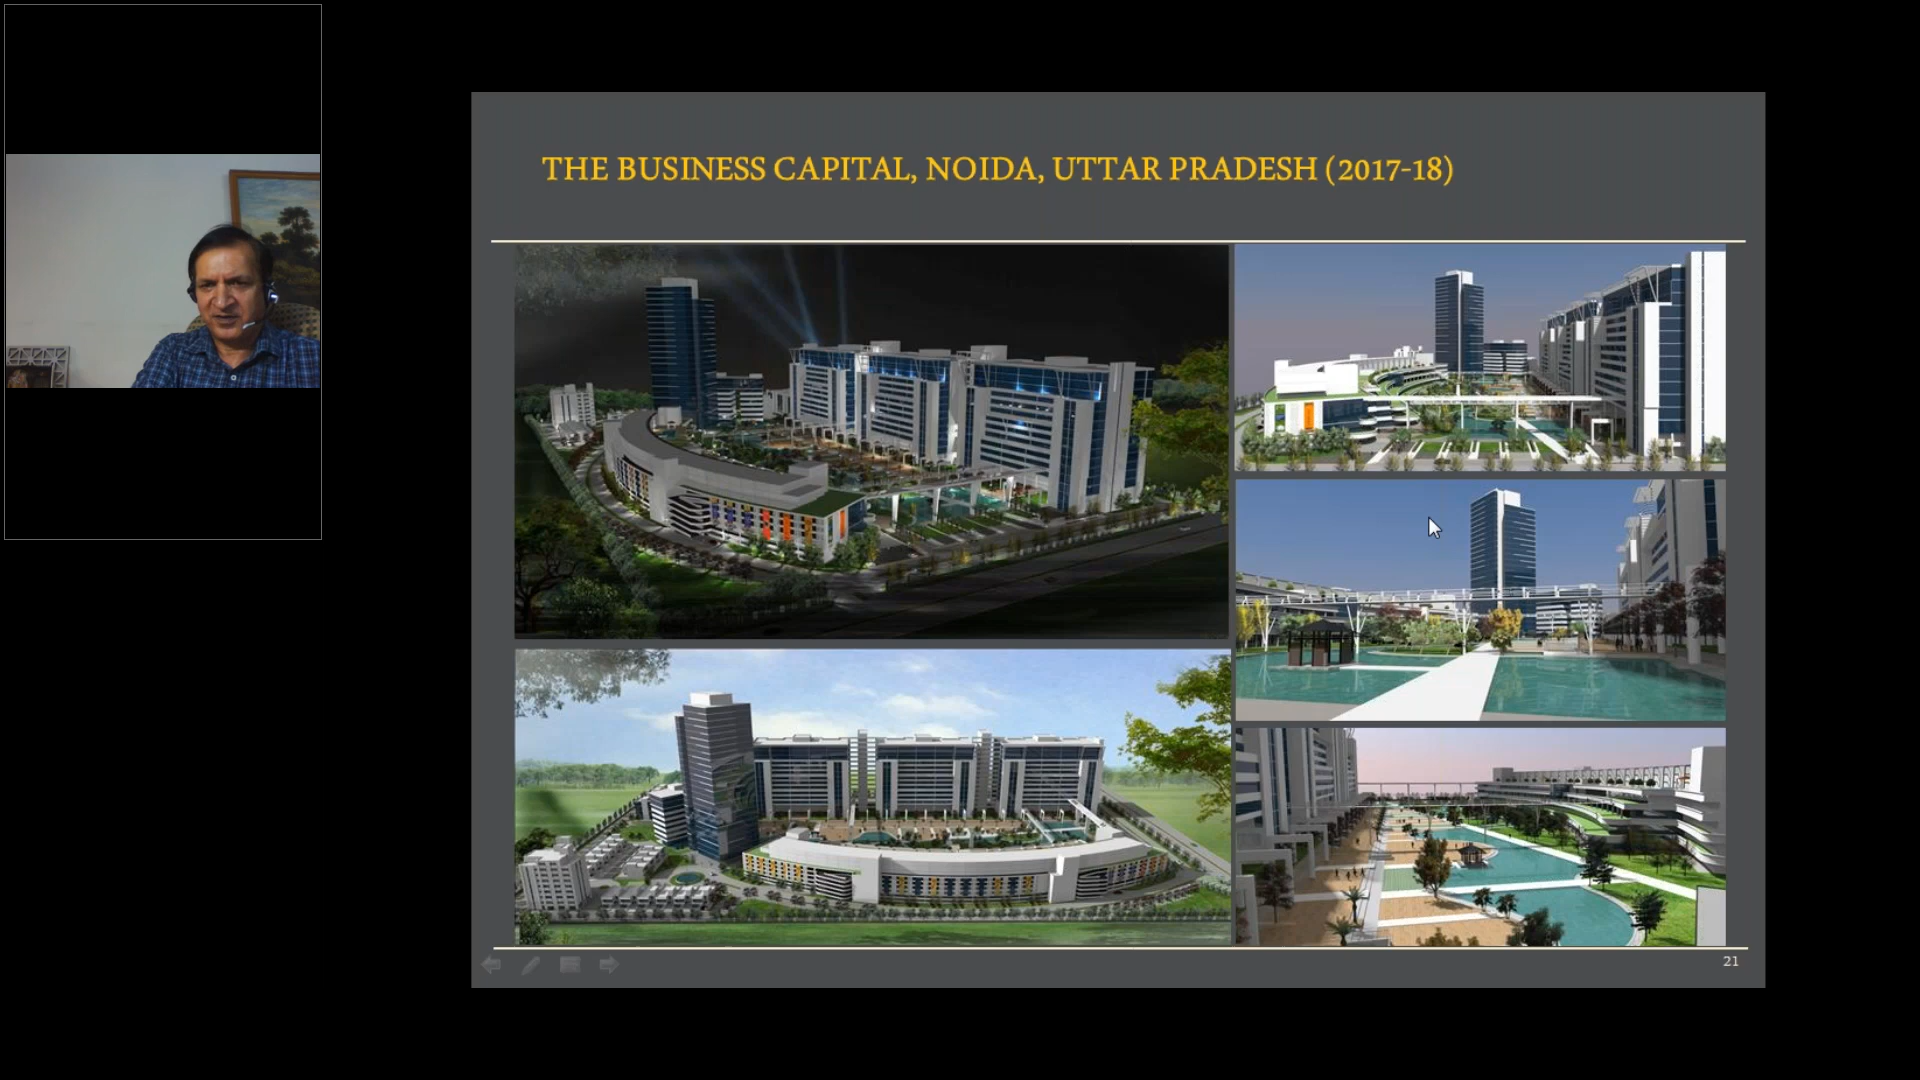 THE BUSINESS CAPITAL, NOIDA, UTTAR PRADESH (2017-18)
21